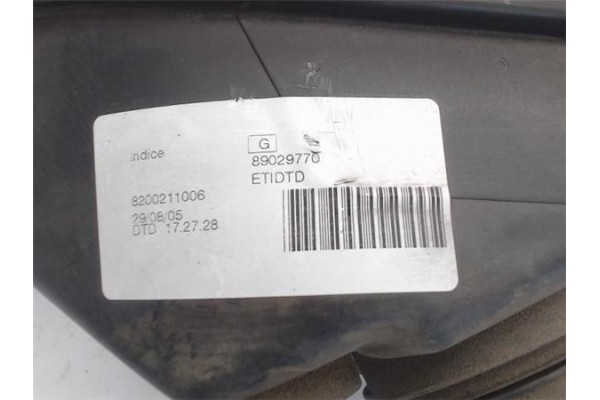 indice
G
89029770
ETIDTD
8200211006
29/08/05
DTD 17.27.28